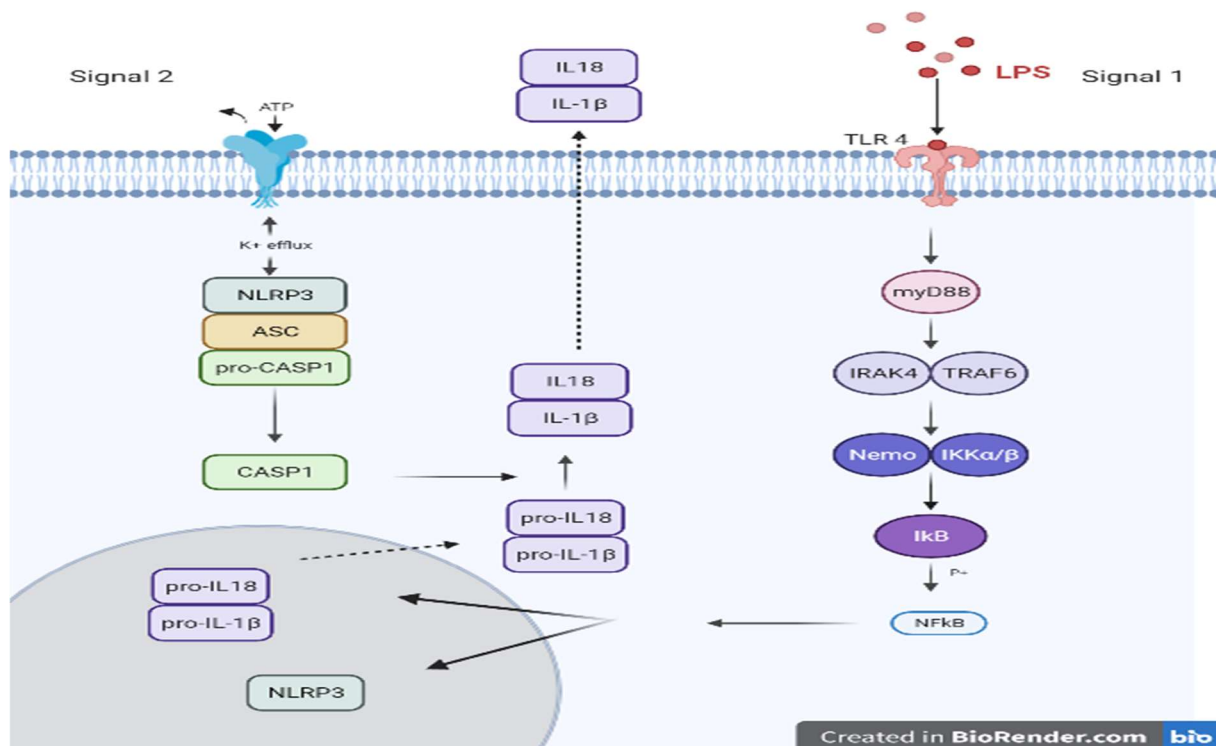 Signal 2
ATP
K+ efflux
NLRP3
ASC
pro-CASP1
CASP1
IL18
IL-1β
IL18
IL-1β
pro-IL18
pro-IL-1β
pro-IL18
pro-IL-1β
NLRP3
LPS
Signal 1
TLR 4
myD88
IRAK4 TRAF6
Nemo IKKα/β
IkB
P+
NFkB
Created in BioRender.com bio